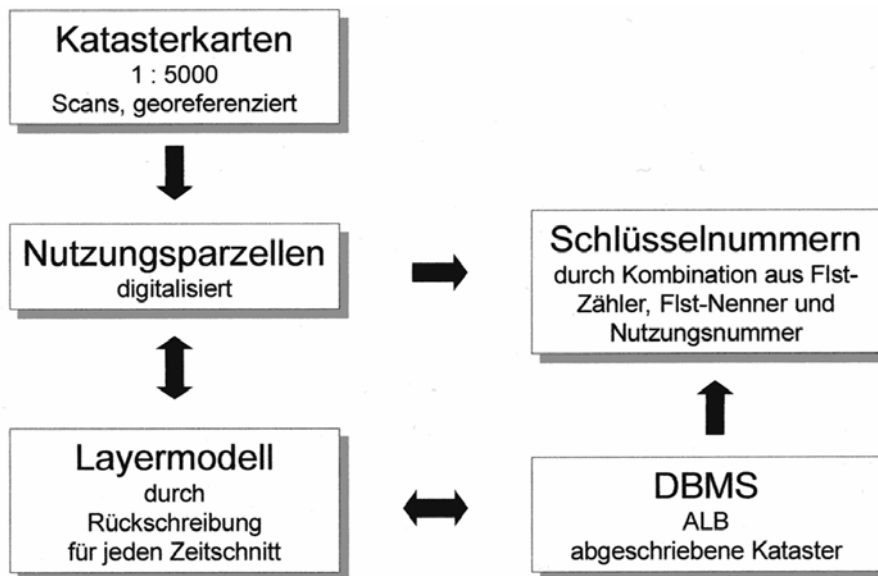 Katasterkarten
1 : 5000
Scans, georeferenziert
Nutzungsparzellen
digitalisiert
Schlüsselnummern
durch Kombination aus Flst-
Zähler, Flst-Nenner und
Nutzungsnummer
Layermodell
durch
Rückschreibung
für jeden Zeitschnitt
DBMS
ALB
abgeschriebene Kataster